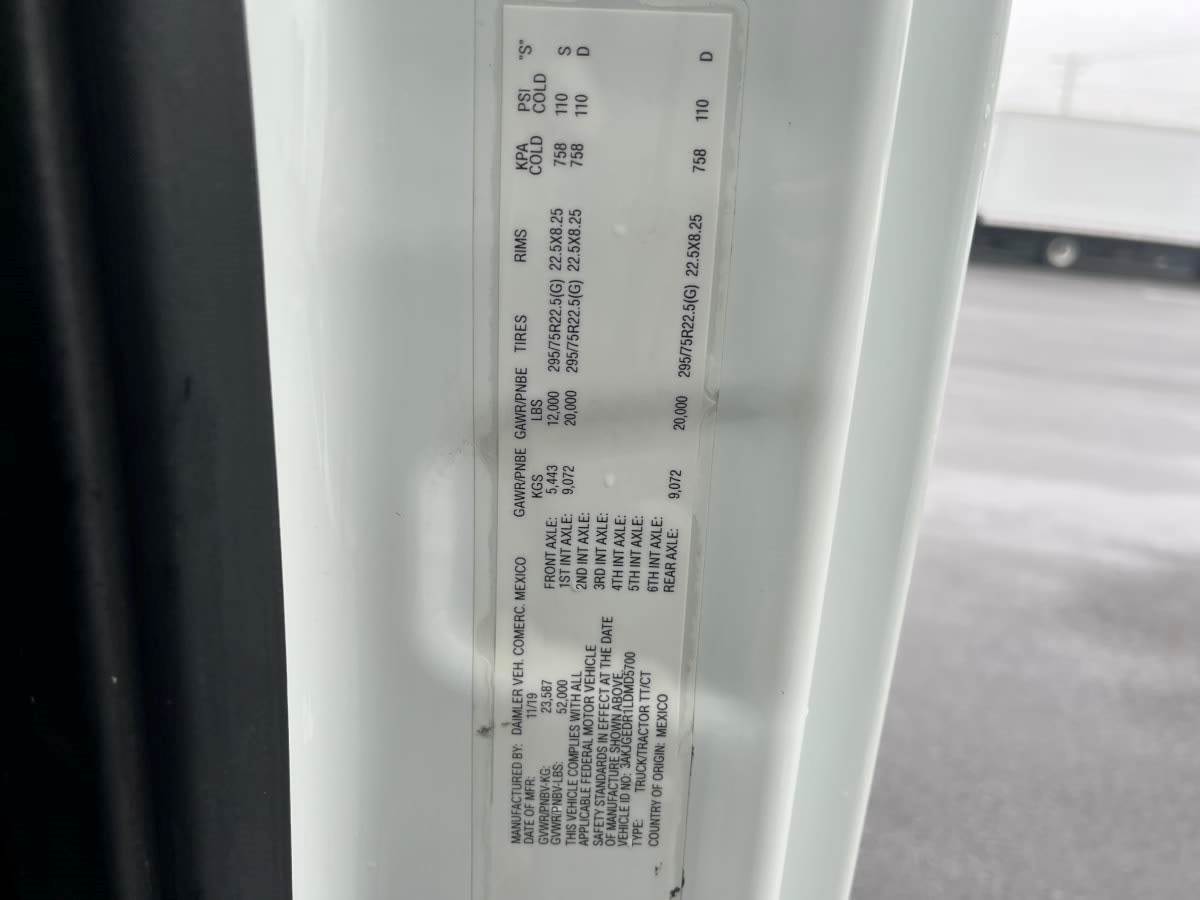 MANUFACTURED BY: DAIMLER VEH. COMERC. MEXICO
DATE OF MFR: 11/19
GVWR/PNBV-KG: 23,587
GVWR/PNBV-LBS: 52,000
THIS VEHICLE COMPLIES WITH ALL
APPLICABLE FEDERAL MOTOR VEHICLE
SAFETY STANDARDS IN EFFECT AT THE DATE
OF MANUFACTURE SHOWN ABOVE.
VEHICLE ID NO: 3AKJGEDR1LDMD5700
TYPE: TRUCK/TRACTOR TT/CT
COUNTRY OF ORIGIN: MEXICO
GAWR/PNBE GAWR/PNBE TIRES RIMS KPA PSI "S"
KGS LBS COLD COLD
FRONT AXLE: 5,443 12,000 295/75R22.5(G) 22.5X8.25 758 110 S
1ST INT AXLE: 9,072 20,000 295/75R22.5(G) 22.5X8.25 758 110 D
2ND INT AXLE:
3RD INT AXLE:
4TH INT AXLE:
5TH INT AXLE:
6TH INT AXLE:
REAR AXLE: 9,072 20,000 295/75R22.5(G) 22.5X8.25 758 110 D